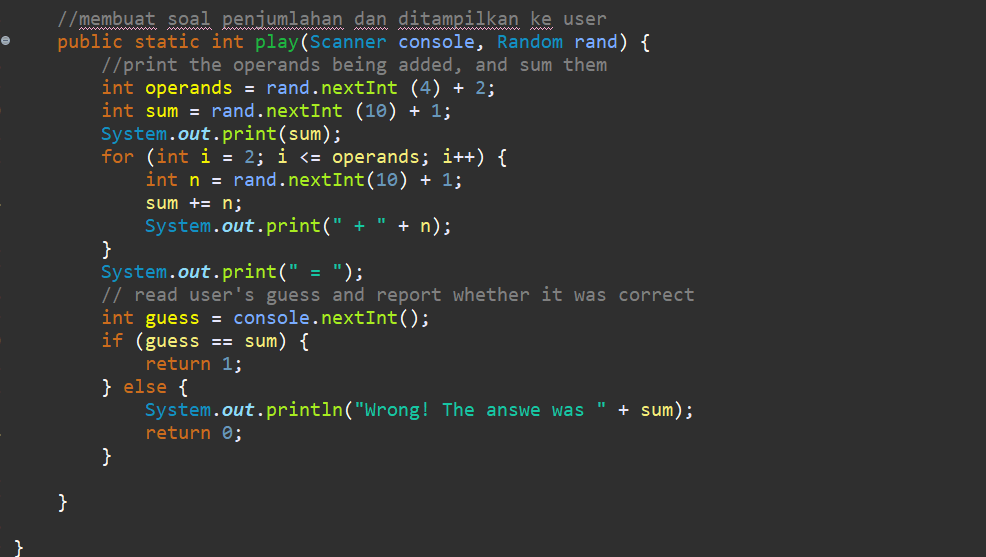 //membuat soal penjumlahan dan ditampilkan ke user
public static int play(Scanner console, Random rand) {
//print the operands being added, and sum them
int operands = rand.nextInt (4) + 2;
int sum = rand.nextInt (10) + 1;
System.out.print(sum);
for (int i = 2; i <= operands; i++) {
int n = rand.nextInt(10) + 1;
sum += n;
System.out.print(" + " + n);
}
System.out.print(" = ");
// read user's guess and report whether it was correct
int guess = console.nextInt();
if (guess == sum) {
return 1;
} else {
System.out.println("Wrong! The answe was " + sum);
return 0;
}
}
}